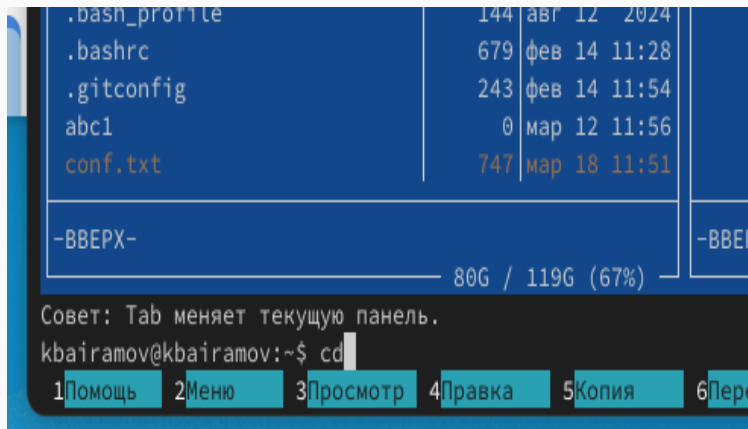 .bash_profile 144 авг 12 2024
.bashrc 679 фев 14 11:28
.gitconfig 243 фев 14 11:54
abc1 0 мар 12 11:56
conf.txt 747 мар 18 11:51
-ВВЕРХ- -ВВЕ
80G / 119G (67%)
Совет: Tab меняет текущую панель.
kbairamov@kbairamov:~$ cd
1Помощь 2Меню 3Просмотр 4Правка 5Копия 6Пере